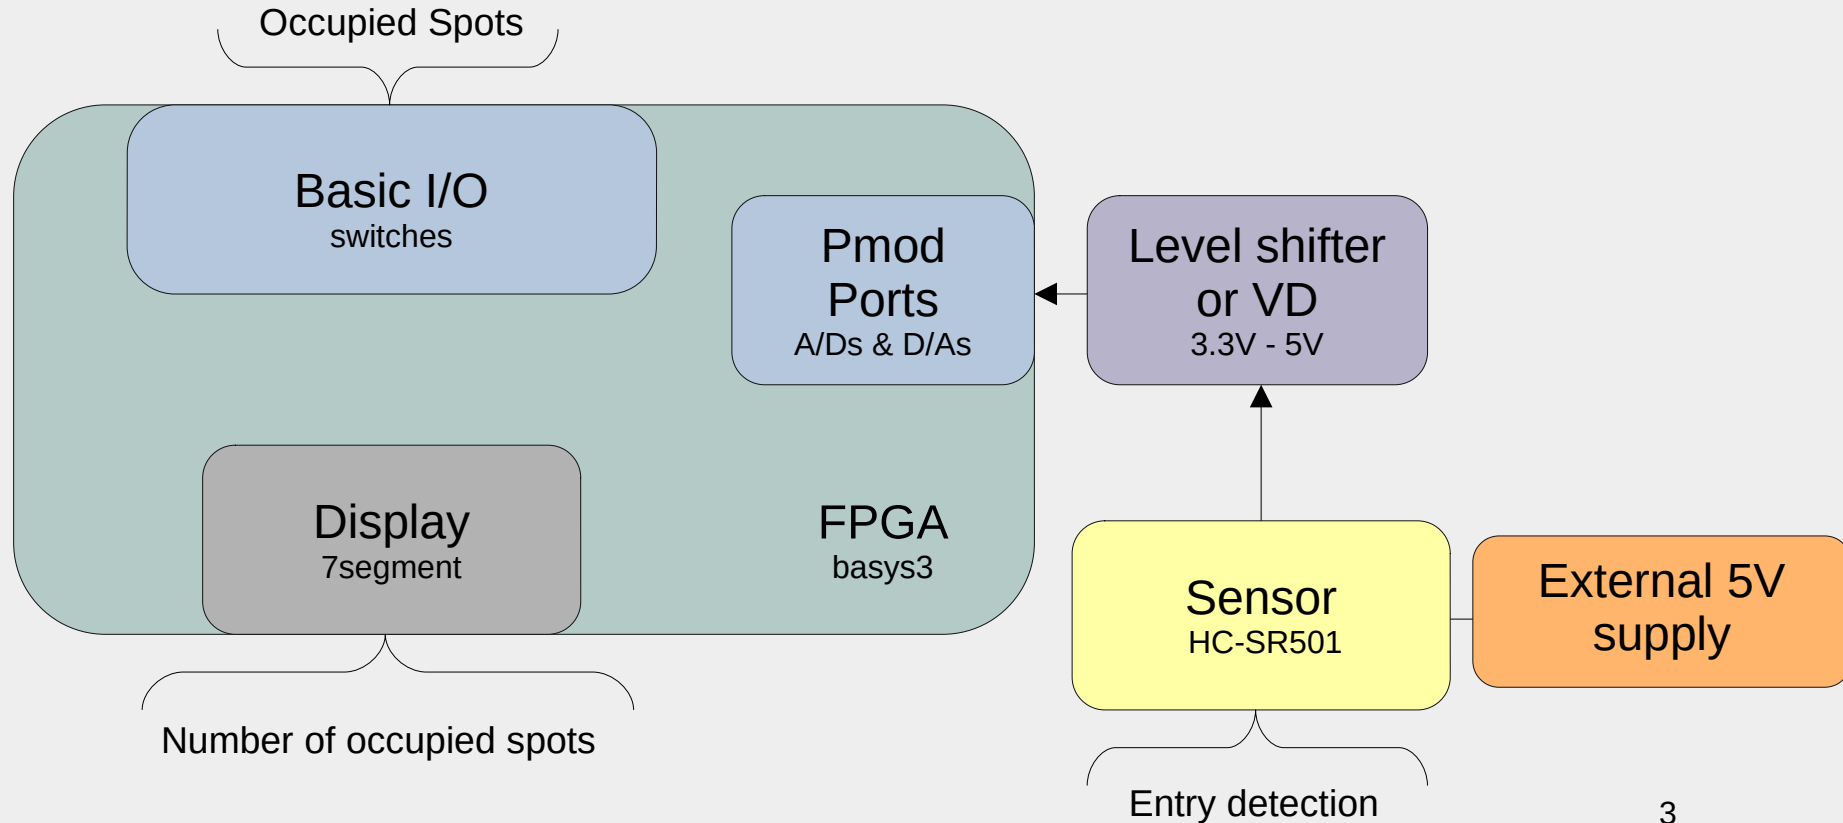 Occupied Spots
Basic I/O
switches
Pmod
Ports
A/Ds & D/As
Level shifter
or VD
3.3V - 5V
Display
7segment
FPGA
basys3
Sensor
HC-SR501
External 5V
supply
Number of occupied spots
Entry detection
3